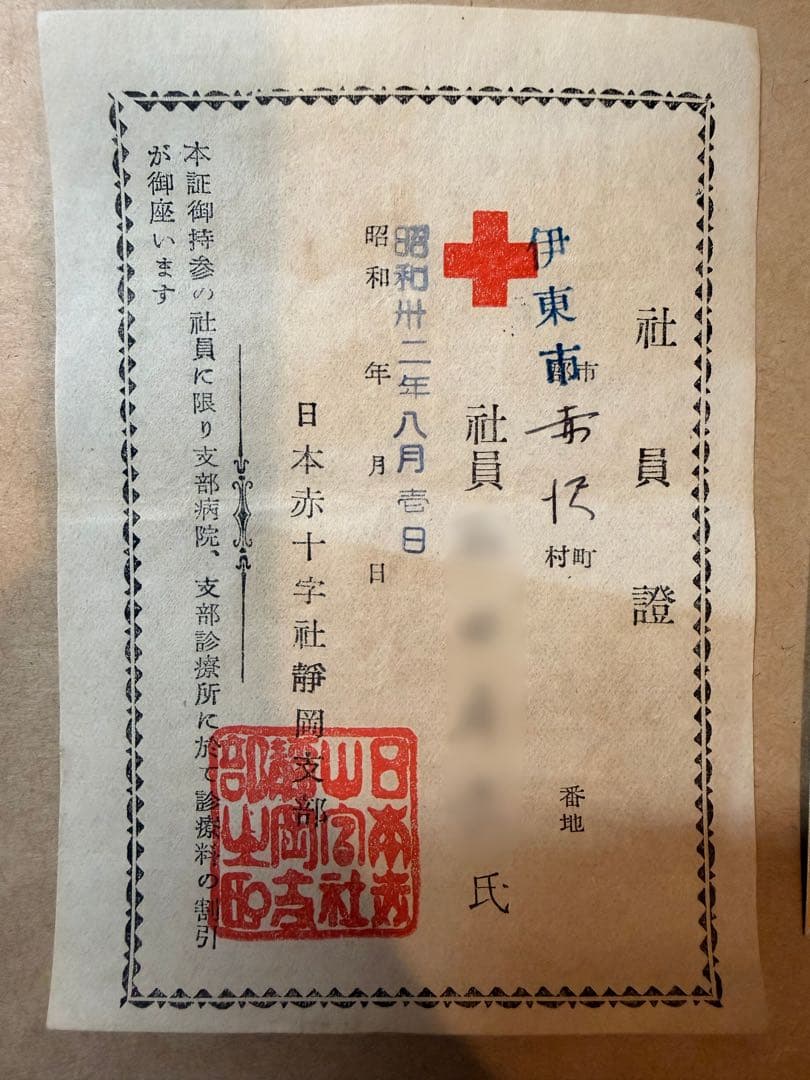 社員證
伊東市
市
郡
赤沢
町
村
番地
社員
氏
昭和卅二年八月壱日
昭和 年 月 日
日本赤十字社靜岡支部
日本赤十字社靜岡支部之印
本証御持参の社員に限り支部病院、支部診療所に於て診療料の割引
が御座います